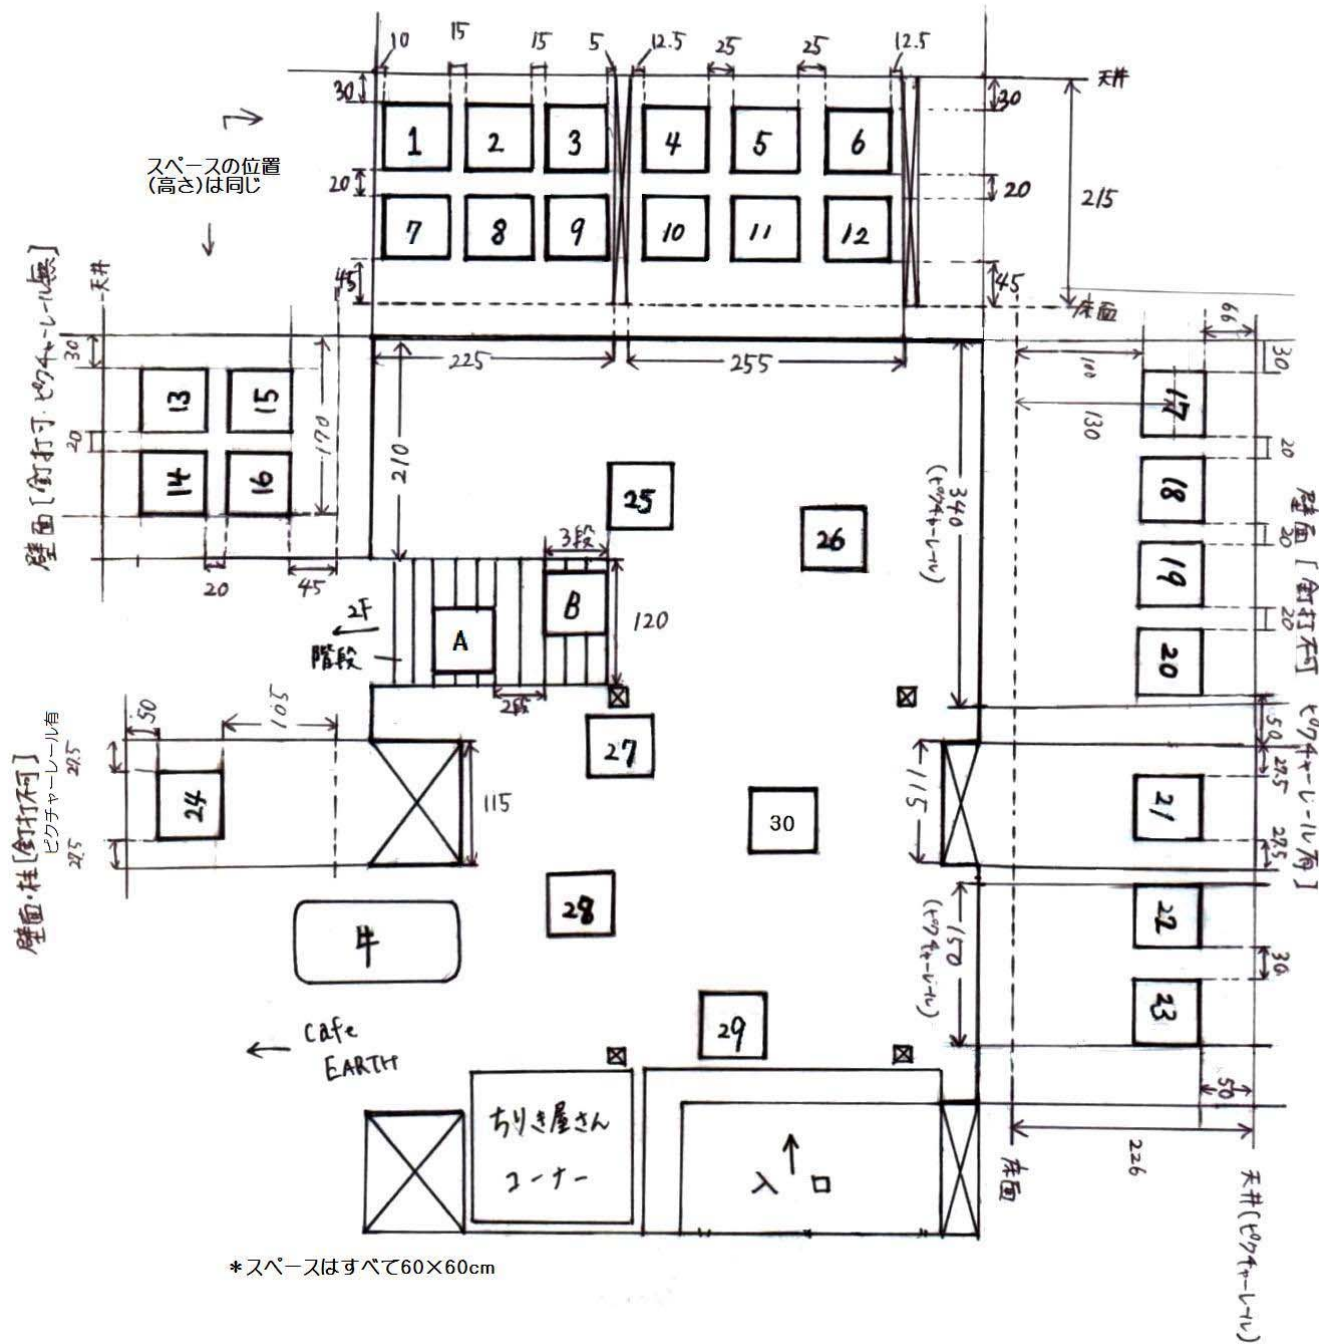 10
15
15
5
12.5
25
25
12.5
天井
30
30
1
2
3
4
5
6
スペースの位置
(高さ)は同じ
20
20
215
7
8
9
10
11
12
45
45
床面
壁面[釘打可・ピクチャーレール無]
天井
30
13
15
20
14
16
170
20
45
225
255
210
340
(ピクチャーレール)
66
100
130
30
17
20
18
20
19
20
20
50
壁面[釘打不可 ピクチャーレール有]
25
26
3段
B
A
120
2F
階段
2段
50
105
27.5
24
27.5
壁面・柱[釘打不可]
ピクチャーレール有
115
27
30
115
27.5
21
27.5
28
牛
150
(ピクチャーレール)
22
30
23
50
29
cafe
EARTH
ちりき屋さん
コーナー
入口
226
床面
天井(ピクチャーレール)
*スペースはすべて60×60cm